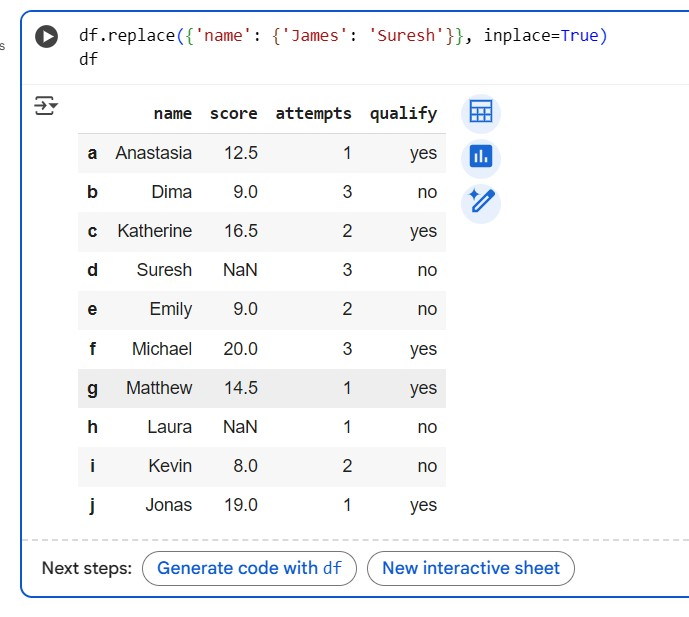 s
df.replace({'name': {'James': 'Suresh'}}, inplace=True)
df
name score attempts qualify
a Anastasia 12.5 1 yes
b Dima 9.0 3 no
c Katherine 16.5 2 yes
d Suresh NaN 3 no
e Emily 9.0 2 no
f Michael 20.0 3 yes
g Matthew 14.5 1 yes
h Laura NaN 1 no
i Kevin 8.0 2 no
j Jonas 19.0 1 yes
Next steps: Generate code with df New interactive sheet